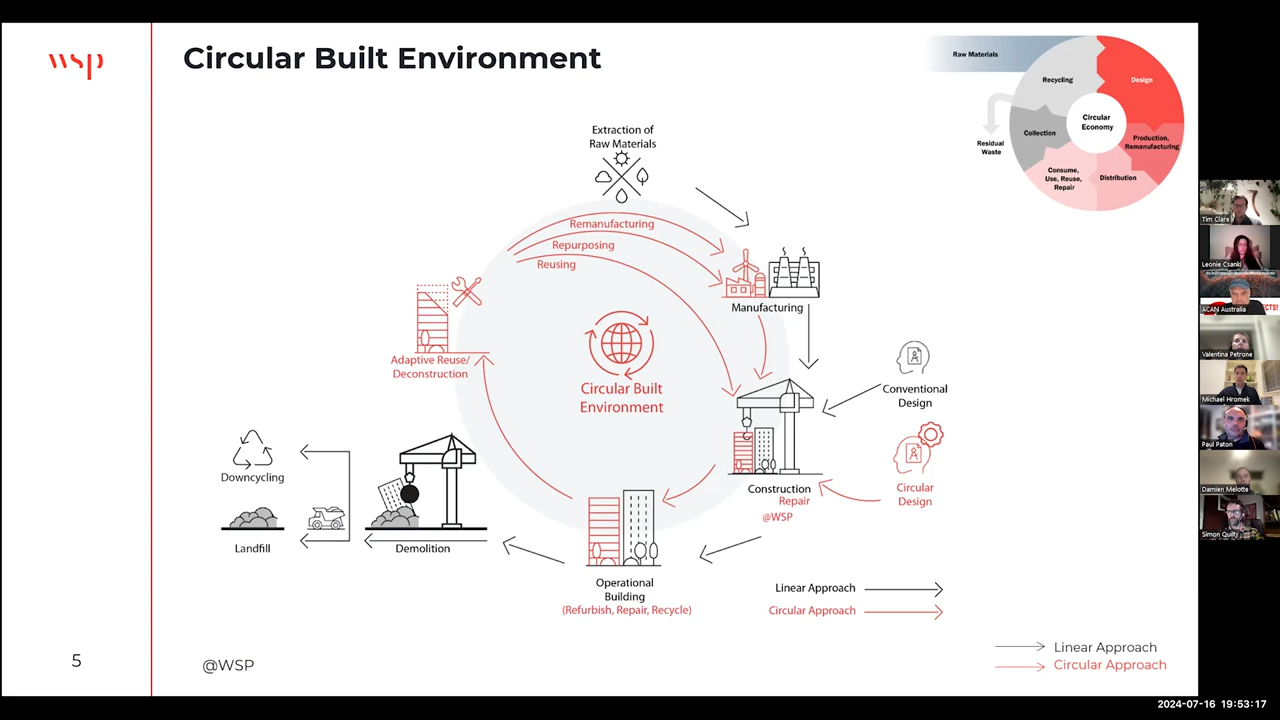 wsp
Circular Built Environment
Raw Materials
Recycling
Design
Circular
Economy
Collection
Production,
Remanufacturing
Residual
Waste
Consume,
Use, Reuse,
Repair
Distribution
Extraction of
Raw Materials
Remanufacturing
Repurposing
Reusing
Manufacturing
Adaptive Reuse/
Deconstruction
Circular Built
Environment
Conventional
Design
Circular
Design
Construction
Repair
@WSP
Downcycling
Landfill
Demolition
Operational
Building
(Refurbish, Repair, Recycle)
Linear Approach
Circular Approach
Linear Approach
Circular Approach
5
@WSP
Tim Clare
Leonie Csanki
ACAN Australia
Valentina Petrone
Michael Hromek
Paul Paton
Damien Melotte
Simon Quilty
2024-07-16 19:53:17